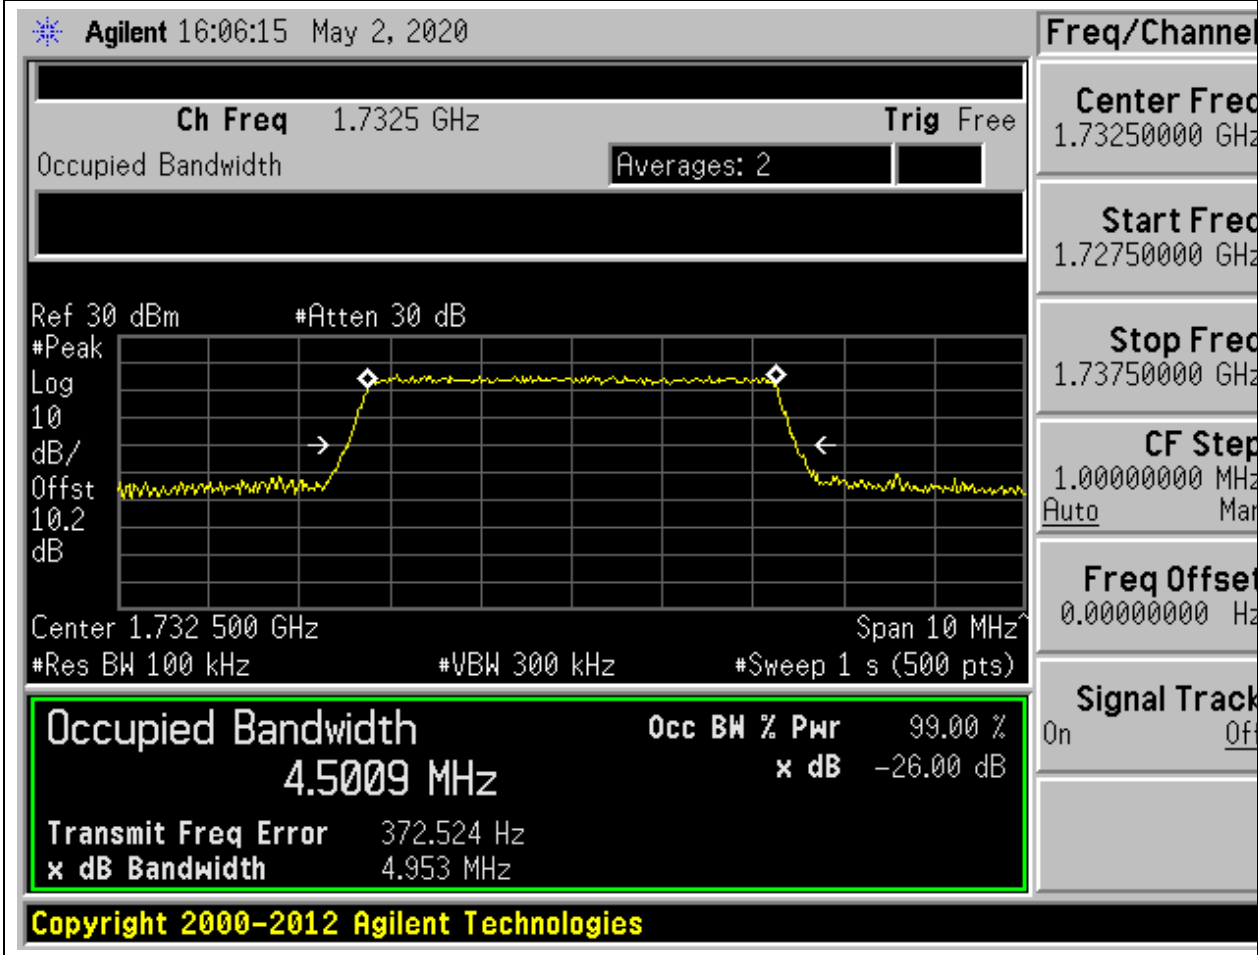 Agilent 16:06:15 May 2, 2020
Freq/Channel
Ch Freq 1.7325 GHz
Trig Free
Occupied Bandwidth
Averages: 2
Center Freq
1.73250000 GHz
Start Freq
1.72750000 GHz
Stop Freq
1.73750000 GHz
CF Step
1.00000000 MHz
Auto Man
Freq Offset
0.00000000 Hz
Signal Track
On Off
Ref 30 dBm #Atten 30 dB
#Peak
Log
10
dB/
Offst
10.2
dB
Center 1.732 500 GHz Span 10 MHz^
#Res BW 100 kHz #VBW 300 kHz #Sweep 1 s (500 pts)
Occupied Bandwidth
4.5009 MHz
Occ BW % Pwr 99.00 %
x dB -26.00 dB
Transmit Freq Error 372.524 Hz
x dB Bandwidth 4.953 MHz
Copyright 2000-2012 Agilent Technologies